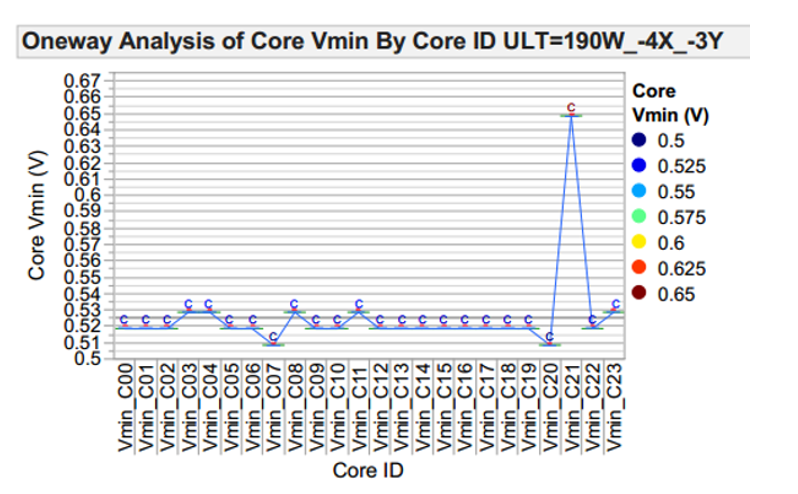 Oneway Analysis of Core Vmin By Core ID ULT=190W_-4X_-3Y
Core Vmin (V)
0.67
0.66
0.65
0.64
0.63
0.62
0.61
0.6
0.59
0.58
0.57
0.56
0.55
0.54
0.53
0.52
0.51
0.5
C C C C C C C C C C C C C C C C C C C C C C C C
Vmin_C00
Vmin_C01
Vmin_C02
Vmin_C03
Vmin_C04
Vmin_C05
Vmin_C06
Vmin_C07
Vmin_C08
Vmin_C09
Vmin_C10
Vmin_C11
Vmin_C12
Vmin_C13
Vmin_C14
Vmin_C15
Vmin_C16
Vmin_C17
Vmin_C18
Vmin_C19
Vmin_C20
Vmin_C21
Vmin_C22
Vmin_C23
Core ID
Core
Vmin (V)
0.5
0.525
0.55
0.575
0.6
0.625
0.65